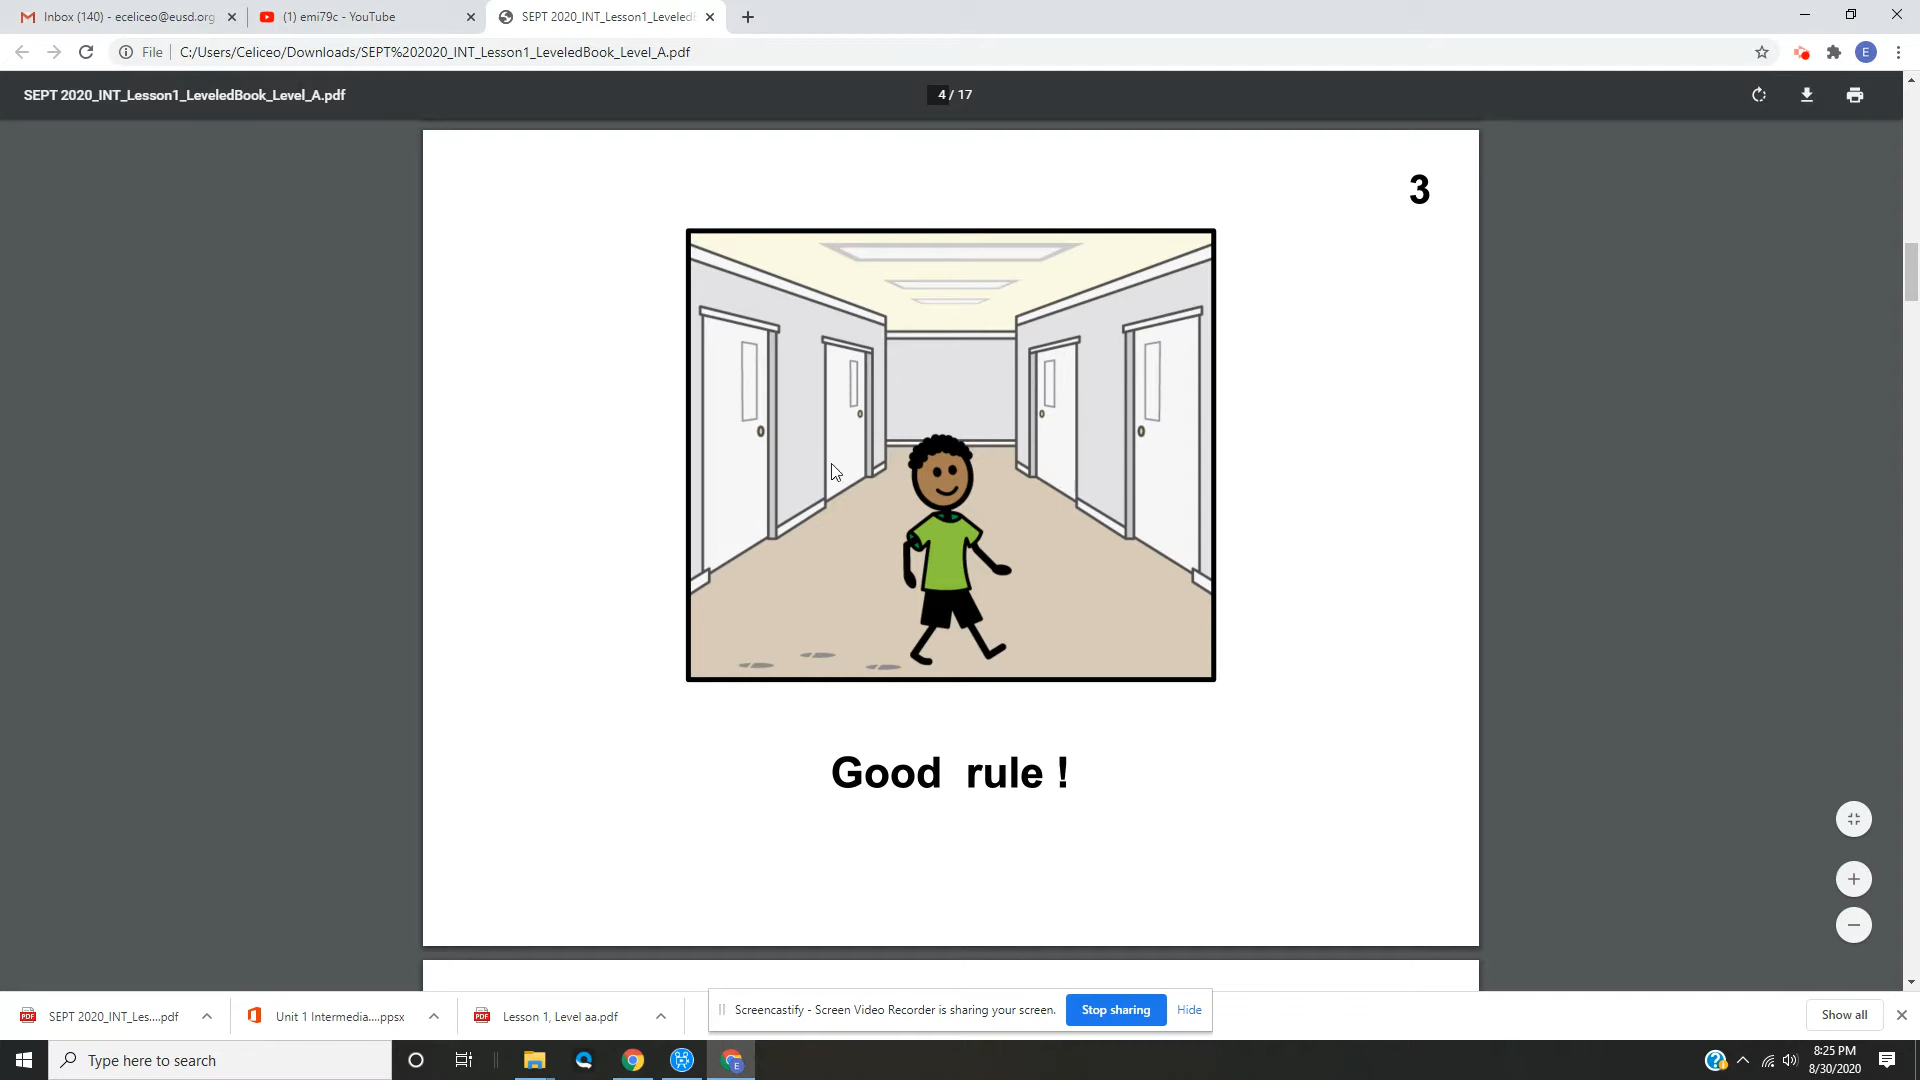 Inbox (140) - eceliceo@eusd.org
(1) emi79c - YouTube
SEPT 2020_INT_Lesson1_Leveled
File
C:/Users/Celiceo/Downloads/SEPT%202020_INT_Lesson1_LeveledBook_Level_A.pdf
E
SEPT 2020_INT_Lesson1_LeveledBook_Level_A.pdf
4 / 17
3
Good rule !
SEPT 2020_INT_Les....pdf
Unit 1 Intermedia....ppsx
Lesson 1, Level aa.pdf
Screencastify - Screen Video Recorder is sharing your screen.
Stop sharing
Hide
Show all
Type here to search
8:25 PM
8/30/2020